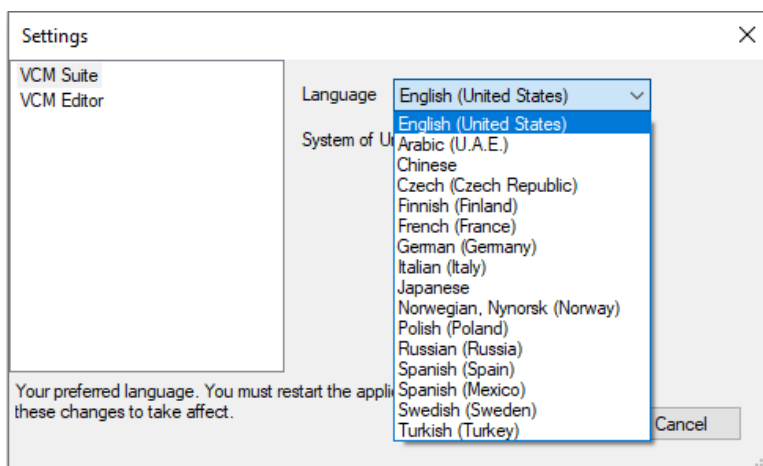 Settings
VCM Suite
VCM Editor
Language
English (United States)
System of U
English (United States)
Arabic (U.A.E.)
Chinese
Czech (Czech Republic)
Finnish (Finland)
French (France)
German (Germany)
Italian (Italy)
Japanese
Norwegian, Nynorsk (Norway)
Polish (Poland)
Russian (Russia)
Spanish (Spain)
Spanish (Mexico)
Swedish (Sweden)
Turkish (Turkey)
Your preferred language. You must restart the appli
these changes to take affect.
Cancel